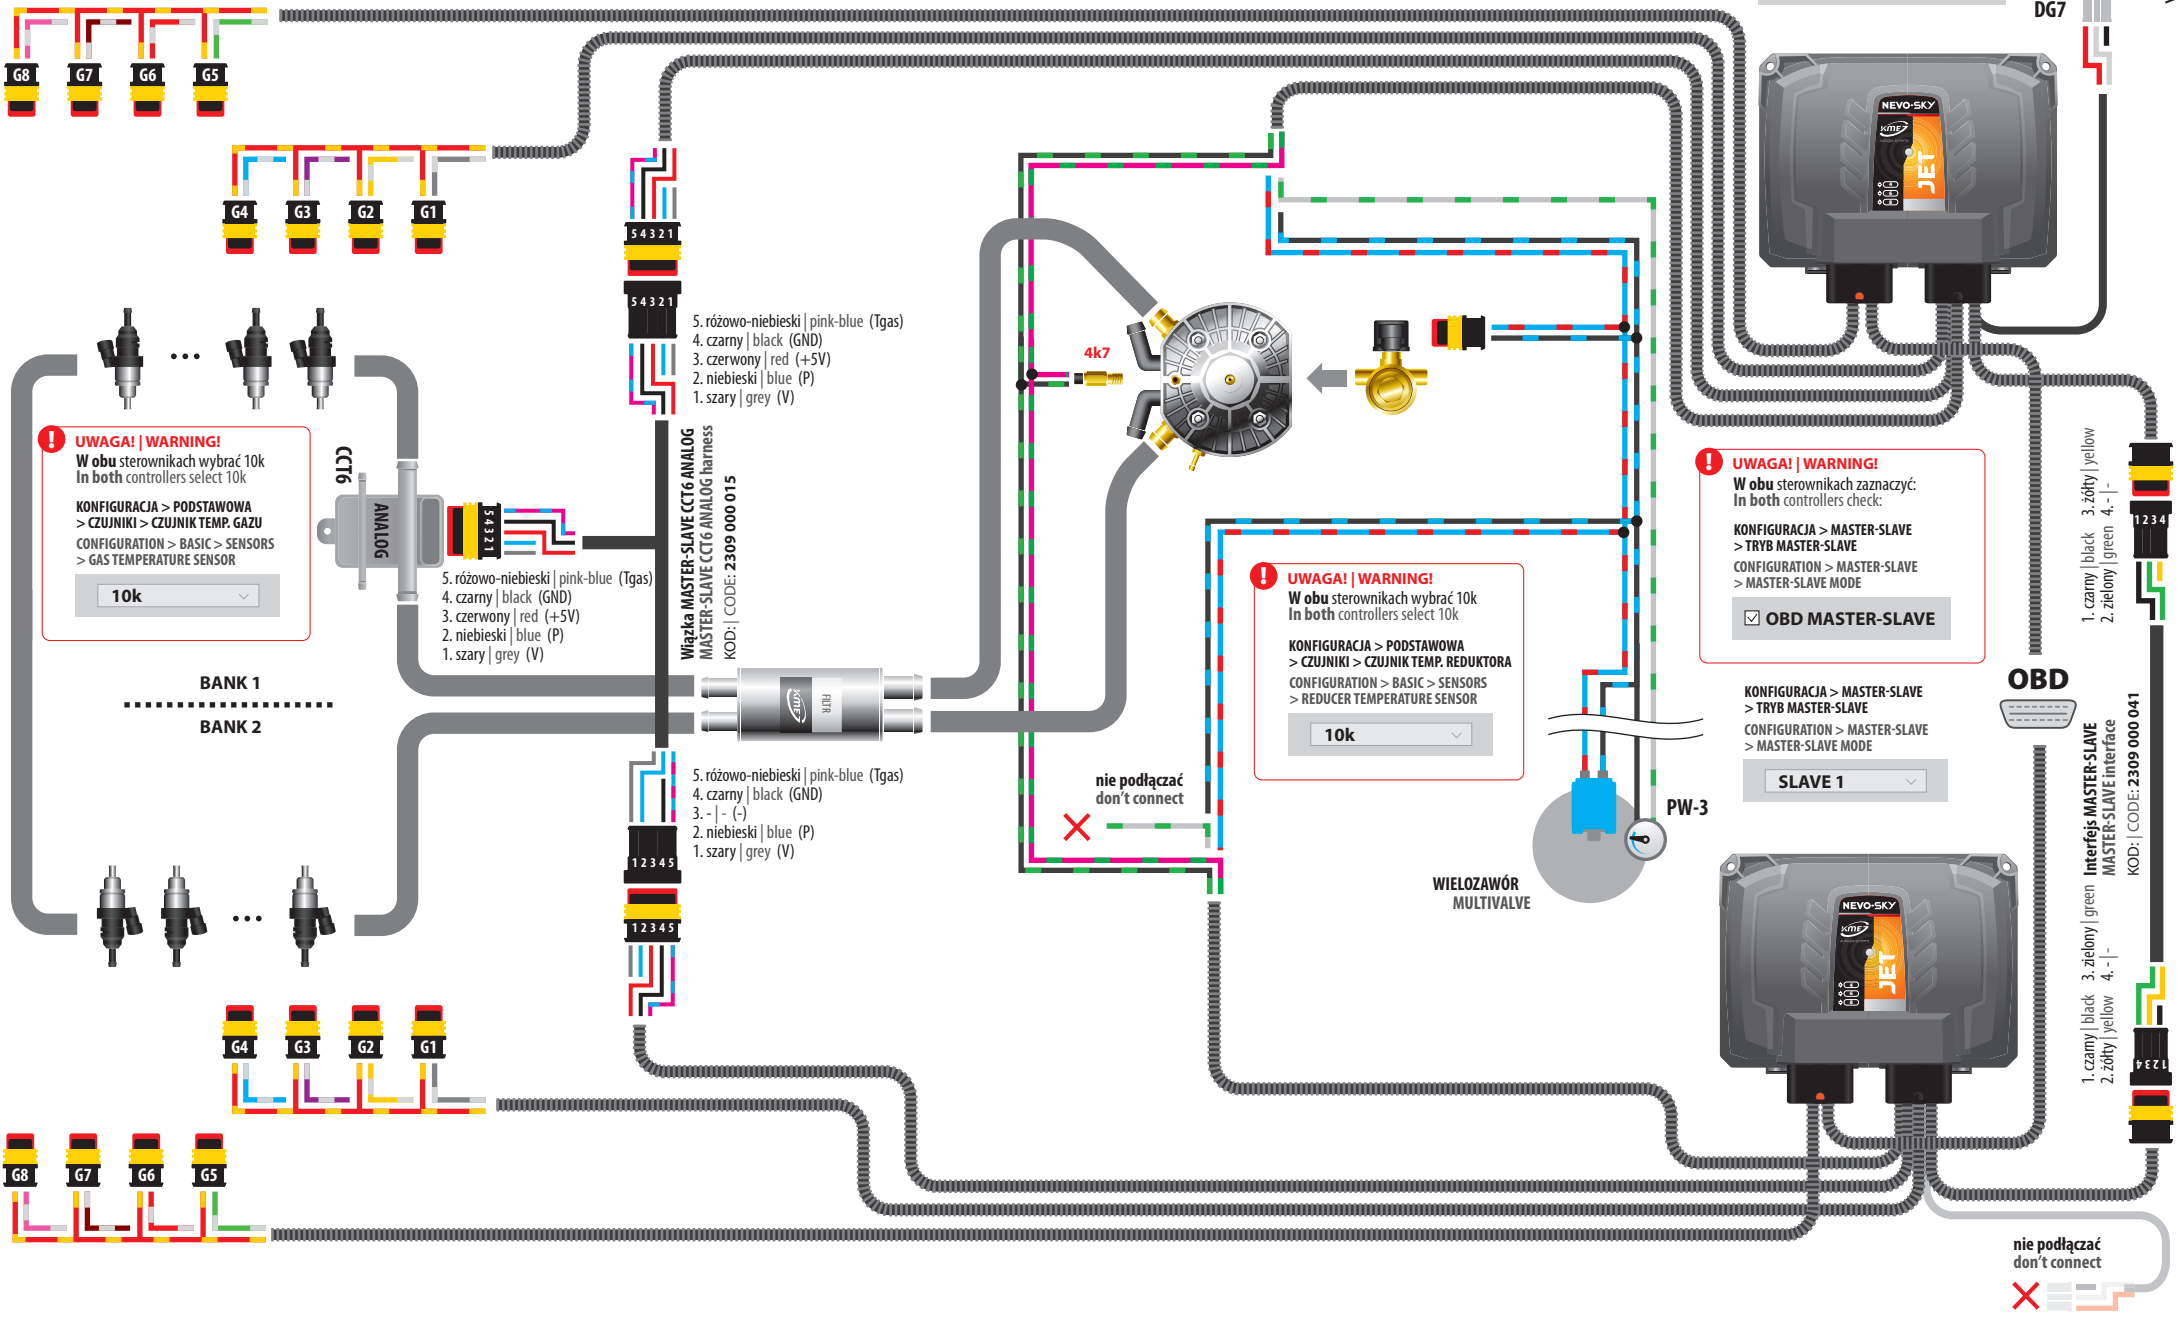 DG7
G8
G7
G6
G5
G4
G3
G2
G1
NEVO-SKY
KME
JET
5 4 3 2 1
5 4 3 2 1
5. różowo-niebieski | pink-blue (Tgas)
4. czarny | black (GND)
3. czerwony | red (+5V)
2. niebieski | blue (P)
1. szary | grey (V)
4k7
UWAGA! | WARNING!
W obu sterownikach wybrać 10k
In both controllers select 10k
KONFIGURACJA > PODSTAWOWA
> CZUJNIKI > CZUJNIK TEMP. GAZU
CONFIGURATION > BASIC > SENSORS
> GAS TEMPERATURE SENSOR
10k
CCT6
ANALOG
5 4 3 2 1
5. różowo-niebieski | pink-blue (Tgas)
4. czarny | black (GND)
3. czerwony | red (+5V)
2. niebieski | blue (P)
1. szary | grey (V)
Wiązka MASTER-SLAVE CCT6 ANALOG
MASTER-SLAVE CCT6 ANALOG harness
KOD: | CODE: 2309 000 015
UWAGA! | WARNING!
W obu sterownikach zaznaczyć:
In both controllers check:
KONFIGURACJA > MASTER-SLAVE
> TRYB MASTER-SLAVE
CONFIGURATION > MASTER-SLAVE
> MASTER-SLAVE MODE
OBD MASTER-SLAVE
1. czarny | black 3. żółty | yellow
2. zielony | green 4. - | -
1 2 3 4
UWAGA! | WARNING!
W obu sterownikach wybrać 10k
In both controllers select 10k
KONFIGURACJA > PODSTAWOWA
> CZUJNIKI > CZUJNIK TEMP. REDUKTORA
CONFIGURATION > BASIC > SENSORS
> REDUCER TEMPERATURE SENSOR
10k
BANK 1
BANK 2
KME
FILTR
OBD
KONFIGURACJA > MASTER-SLAVE
> TRYB MASTER-SLAVE
CONFIGURATION > MASTER-SLAVE
> MASTER-SLAVE MODE
SLAVE 1
Interfejs MASTER-SLAVE
MASTER-SLAVE interface
KOD: | CODE: 2309 000 041
5. różowo-niebieski | pink-blue (Tgas)
4. czarny | black (GND)
3. - | - (-)
2. niebieski | blue (P)
1. szary | grey (V)
nie podłączać
don't connect
PW-3
WIELOZAWÓR
MULTIVALVE
1 2 3 4 5
1 2 3 4 5
NEVO-SKY
KME
JET
1. czarny | black 3. zielony | green
2. żółty | yellow 4. - | -
1 2 3 4
G4
G3
G2
G1
G8
G7
G6
G5
nie podłączać
don't connect